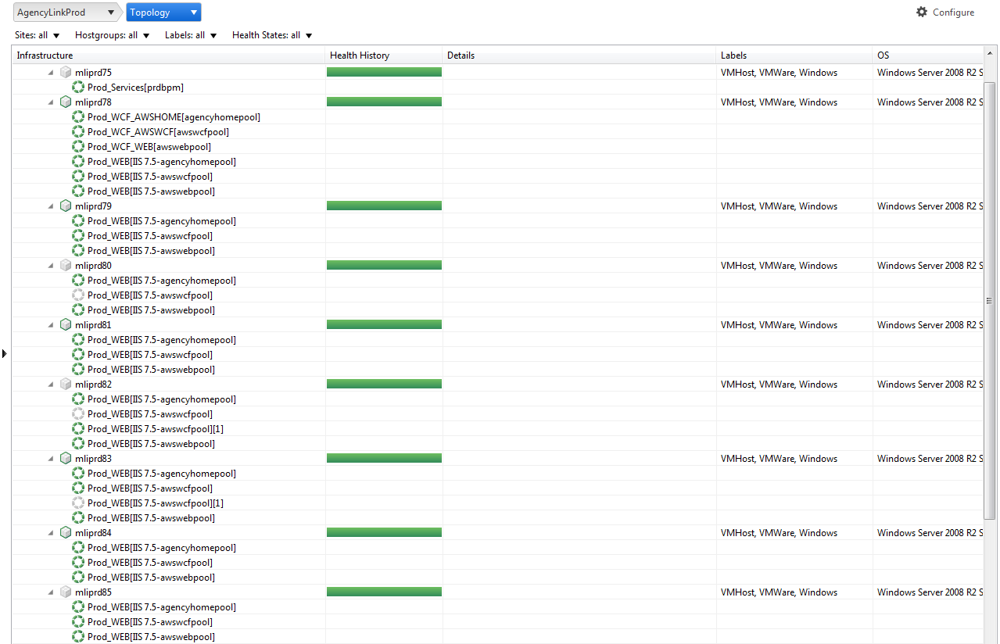 AgencyLinkProd Topology Configure
Sites: all Hostgroups: all Labels: all Health States: all
Infrastructure Health History Details Labels OS
mliprd75 VMHost, VMWare, Windows Windows Server 2008 R2 S
Prod_Services[prdbpm]
mliprd78 VMHost, VMWare, Windows Windows Server 2008 R2 S
Prod_WCF_AWSHOME[agencyhomepool]
Prod_WCF_AWSWCF[awswcfpool]
Prod_WCF_WEB[awswebpool]
Prod_WEB[IIS 7.5-agencyhomepool]
Prod_WEB[IIS 7.5-awswcfpool]
Prod_WEB[IIS 7.5-awswebpool]
mliprd79 VMHost, VMWare, Windows Windows Server 2008 R2 S
Prod_WEB[IIS 7.5-agencyhomepool]
Prod_WEB[IIS 7.5-awswcfpool]
Prod_WEB[IIS 7.5-awswebpool]
mliprd80 VMHost, VMWare, Windows Windows Server 2008 R2 S
Prod_WEB[IIS 7.5-agencyhomepool]
Prod_WEB[IIS 7.5-awswcfpool]
Prod_WEB[IIS 7.5-awswebpool]
mliprd81 VMHost, VMWare, Windows Windows Server 2008 R2 S
Prod_WEB[IIS 7.5-agencyhomepool]
Prod_WEB[IIS 7.5-awswcfpool]
Prod_WEB[IIS 7.5-awswebpool]
mliprd82 VMHost, VMWare, Windows Windows Server 2008 R2 S
Prod_WEB[IIS 7.5-agencyhomepool]
Prod_WEB[IIS 7.5-awswcfpool]
Prod_WEB[IIS 7.5-awswcfpool][1]
Prod_WEB[IIS 7.5-awswebpool]
mliprd83 VMHost, VMWare, Windows Windows Server 2008 R2 S
Prod_WEB[IIS 7.5-agencyhomepool]
Prod_WEB[IIS 7.5-awswcfpool]
Prod_WEB[IIS 7.5-awswcfpool][1]
Prod_WEB[IIS 7.5-awswebpool]
mliprd84 VMHost, VMWare, Windows Windows Server 2008 R2 S
Prod_WEB[IIS 7.5-agencyhomepool]
Prod_WEB[IIS 7.5-awswcfpool]
Prod_WEB[IIS 7.5-awswebpool]
mliprd85 VMHost, VMWare, Windows Windows Server 2008 R2 S
Prod_WEB[IIS 7.5-agencyhomepool]
Prod_WEB[IIS 7.5-awswcfpool]
Prod_WEB[IIS 7.5-awswebpool]